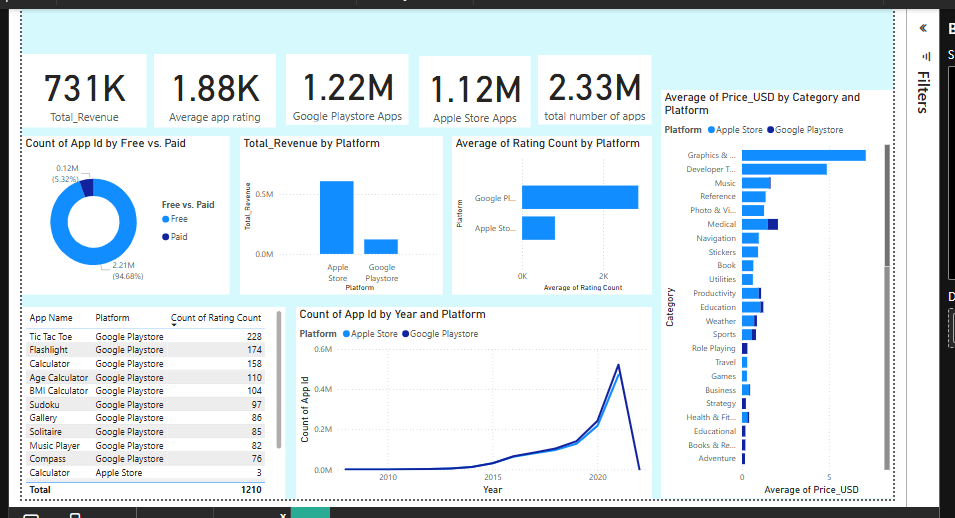 731K
Total_Revenue
1.88K
Average app rating
1.22M
Google Playstore Apps
1.12M
Apple Store Apps
2.33M
total number of apps
Count of App Id by Free vs. Paid
0.12M
(5.32%)
2.21M
(94.68%)
Free vs. Paid
Free
Paid
Total_Revenue by Platform
Total_Revenue
0.5M
0.0M
Apple Store
Google Playstore
Platform
Average of Rating Count by Platform
Platform
Google Pl...
Apple Sto...
0K 2K
Average of Rating Count
Average of Price_USD by Category and
Platform
Platform Apple Store Google Playstore
Category
Graphics & ...
Developer T...
Music
Reference
Photo & Vi...
Medical
Navigation
Stickers
Book
Utilities
Productivity
Education
Weather
Sports
Role Playing
Travel
Games
Business
Strategy
Health & Fit...
Educational
Books & Re...
Adventure
0 5
Average of Price_USD
App Name Platform Count of Rating Count
Tic Tac Toe Google Playstore 228
Flashlight Google Playstore 174
Calculator Google Playstore 158
Age Calculator Google Playstore 110
BMI Calculator Google Playstore 104
Sudoku Google Playstore 97
Gallery Google Playstore 86
Solitaire Google Playstore 85
Music Player Google Playstore 82
Compass Google Playstore 76
Calculator Apple Store 3
Total 1210
Count of App Id by Year and Platform
Platform Apple Store Google Playstore
Count of App Id
0.6M
0.4M
0.2M
0.0M
2010 2015 2020
Year
«
Filters
x